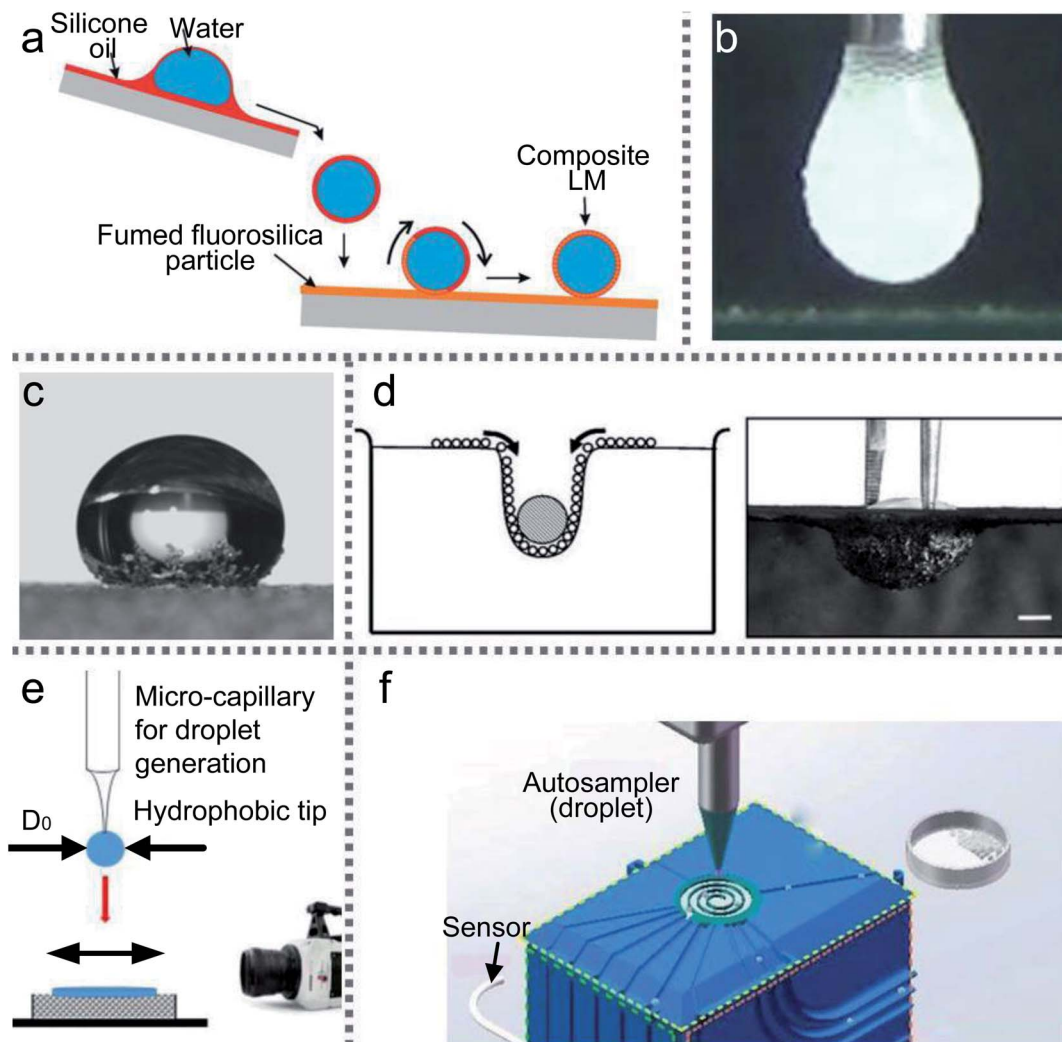 a
Silicone
oil
Water
Fumed fluorosilica
particle
Composite
LM
b
c
d
e
Micro-capillary
for droplet
generation
D0
Hydrophobic tip
f
Autosampler
(droplet)
Sensor